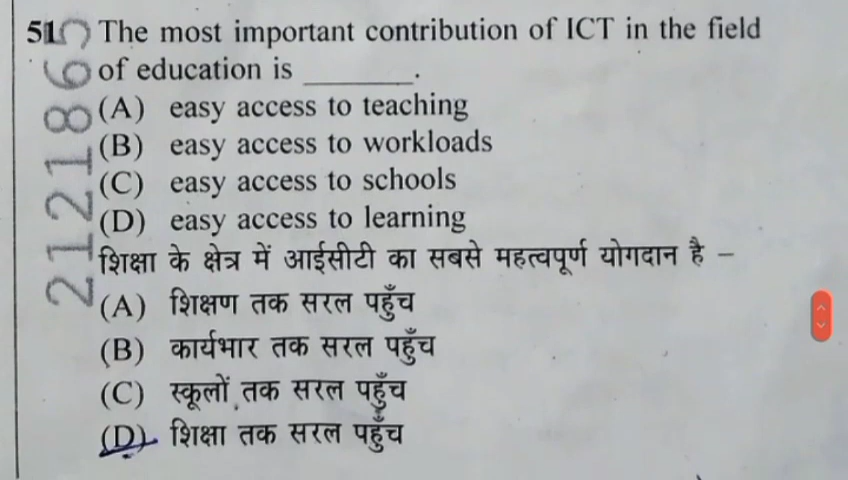 51. The most important contribution of ICT in the field
of education is ________.
(A) easy access to teaching
(B) easy access to workloads
(C) easy access to schools
(D) easy access to learning
शिक्षा के क्षेत्र में आईसीटी का सबसे महत्वपूर्ण योगदान है –
(A) शिक्षण तक सरल पहुँच
(B) कार्यभार तक सरल पहुँच
(C) स्कूलों तक सरल पहुँच
(D) शिक्षा तक सरल पहुँच
212186